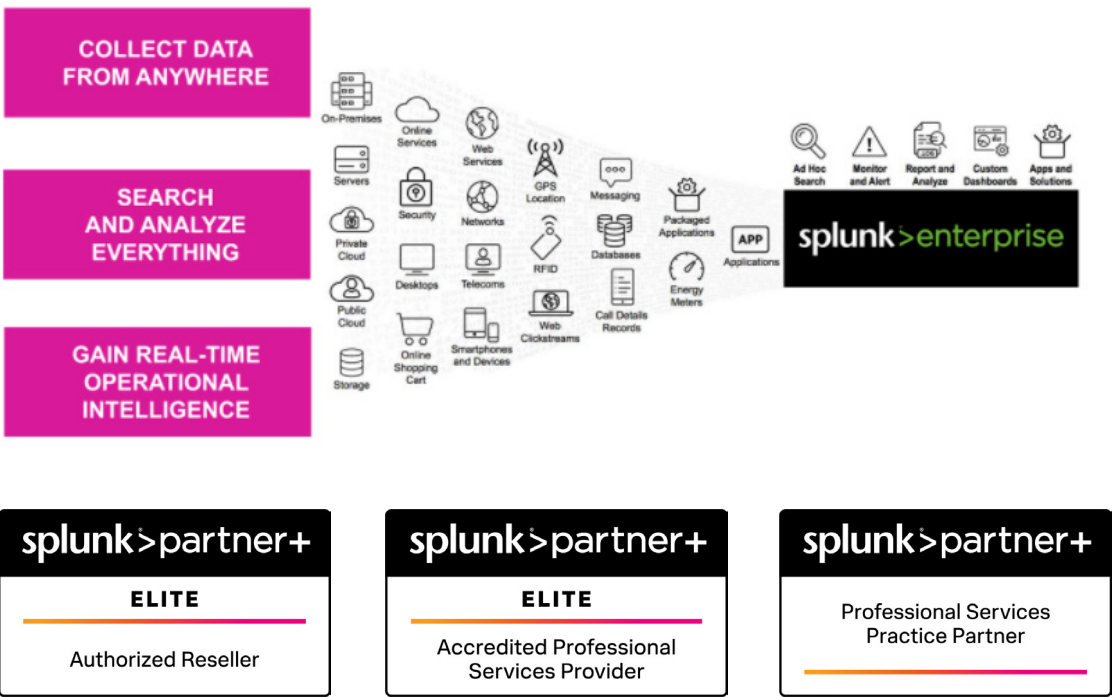 COLLECT DATA
FROM ANYWHERE
SEARCH
AND ANALYZE
EVERYTHING
GAIN REAL-TIME
OPERATIONAL
INTELLIGENCE
On-Premises
Servers
Private
Cloud
Public
Cloud
Storage
Online
Services
Security
Desktops
Online
Shopping
Cart
Web
Services
Networks
Telecoms
Smartphones
and Devices
GPS
Location
RFID
Web
Clickstreams
Messaging
Databases
Call Details
Records
Packaged
Applications
Energy
Meters
APP
Applications
Ad Hoc
Search
Monitor
and Alert
Report and
Analyze
Custom
Dashboards
Apps and
Solutions
splunk>enterprise
splunk>partner+
ELITE
Authorized Reseller
splunk>partner+
ELITE
Accredited Professional
Services Provider
splunk>partner+
Professional Services
Practice Partner